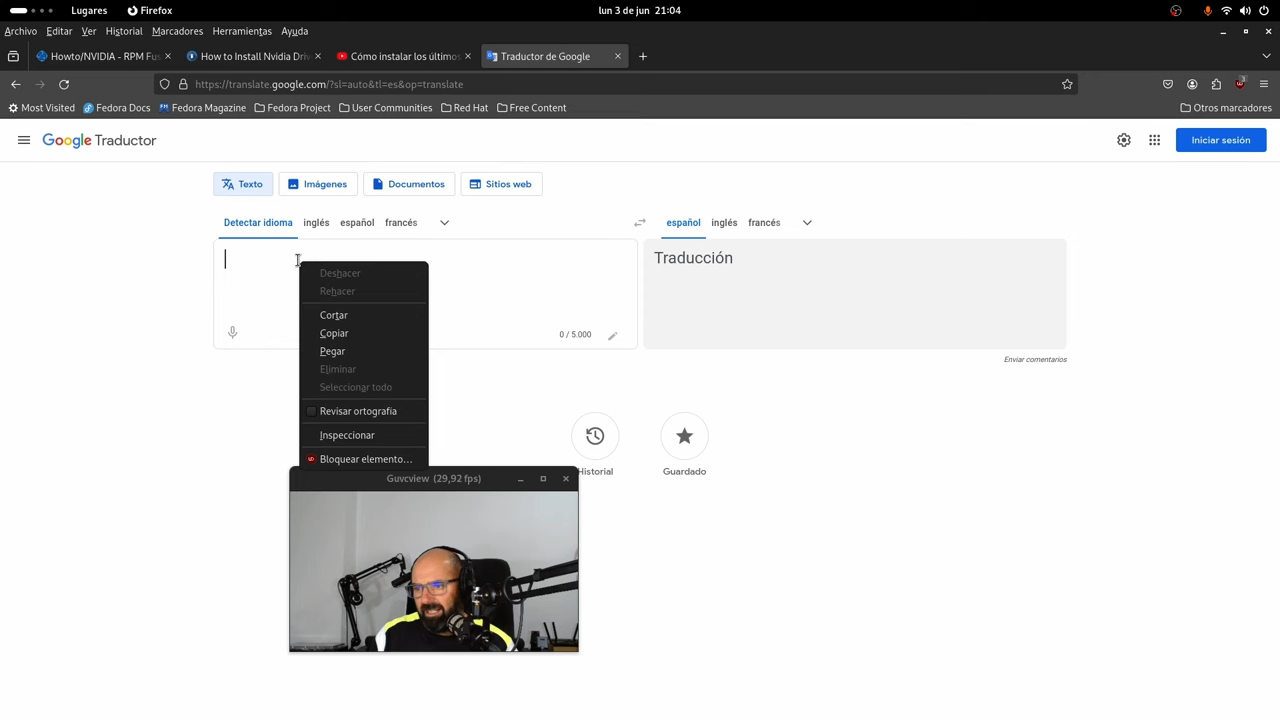 Lugares
Firefox
lun 3 de jun 21:04
Archivo Editar Ver Historial Marcadores Herramientas Ayuda
Howto/NVIDIA - RPM Fus
How to Install Nvidia Driv
Cómo instalar los últimos
Traductor de Google
https://translate.google.com/?sl=auto&tl=es&op=translate
3
Most Visited
Fedora Docs
Fedora Magazine
Fedora Project
User Communities
Red Hat
Free Content
Otros marcadores
Google Traductor
Iniciar sesión
Texto
Imágenes
Documentos
Sitios web
Detectar idioma inglés español francés
español inglés francés
Traducción
0 / 5.000
Enviar comentarios
Deshacer
Rehacer
Cortar
Copiar
Pegar
Eliminar
Seleccionar todo
Revisar ortografía
Inspeccionar
Bloquear elemento…
Historial
Guardado
Guvcview (29,92 fps)